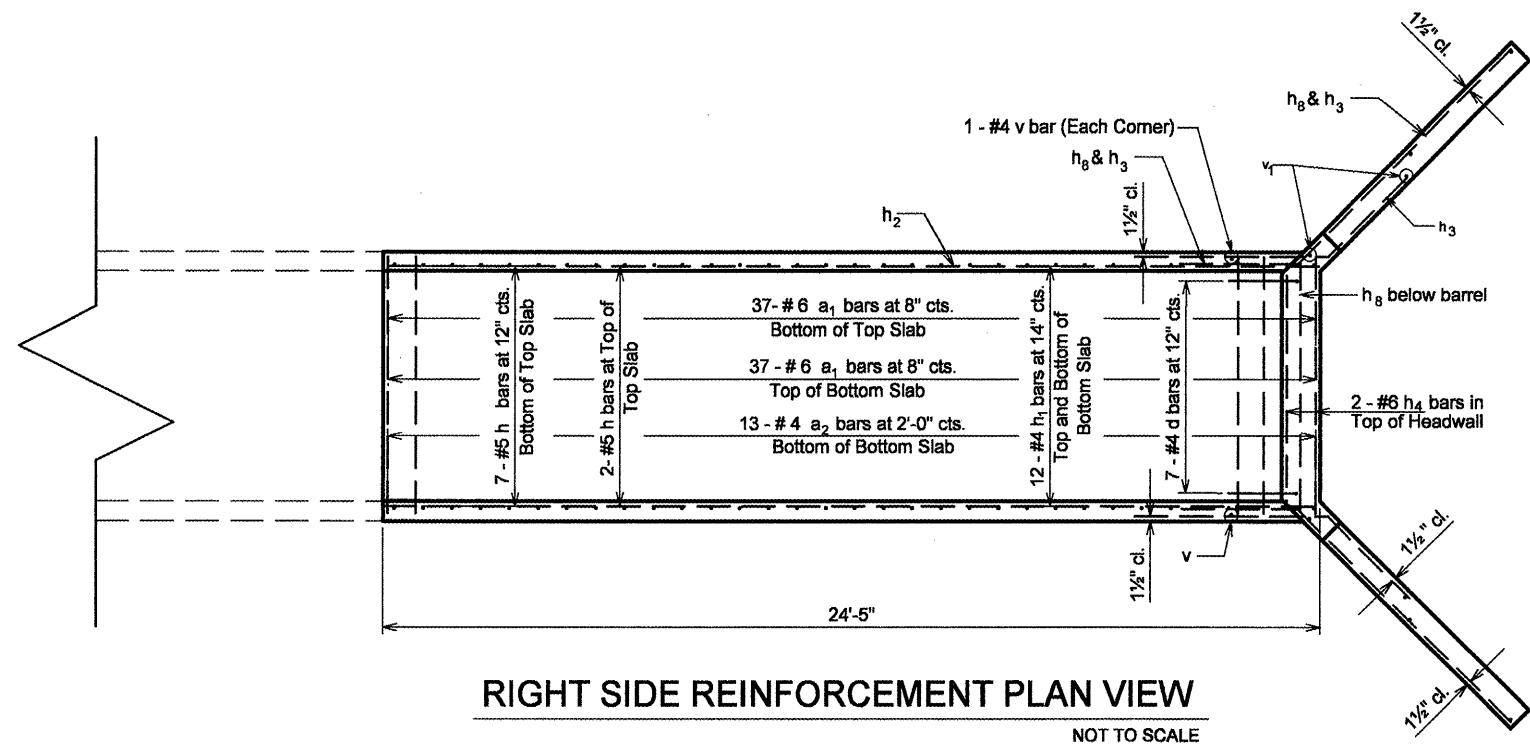 1½" cl.
h8 & h3
1 - #4 v bar (Each Corner)
h8 & h3
v1
1½" cl.
h2
h3
h8 below barrel
37- # 6 a1 bars at 8" cts.
Bottom of Top Slab
37 - # 6 a1 bars at 8" cts.
Top of Bottom Slab
13 - # 4 a2 bars at 2'-0" cts.
Bottom of Bottom Slab
7 - #5 h bars at 12" cts.
Bottom of Top Slab
2- #5 h bars at Top of
Top Slab
12 - #4 h1 bars at 14" cts.
Top and Bottom of
Bottom Slab
7 - #4 d bars at 12" cts.
2 - #6 h4 bars in
Top of Headwall
v
1½" cl.
1½" cl.
1½" cl.
24'-5"
RIGHT SIDE REINFORCEMENT PLAN VIEW
NOT TO SCALE